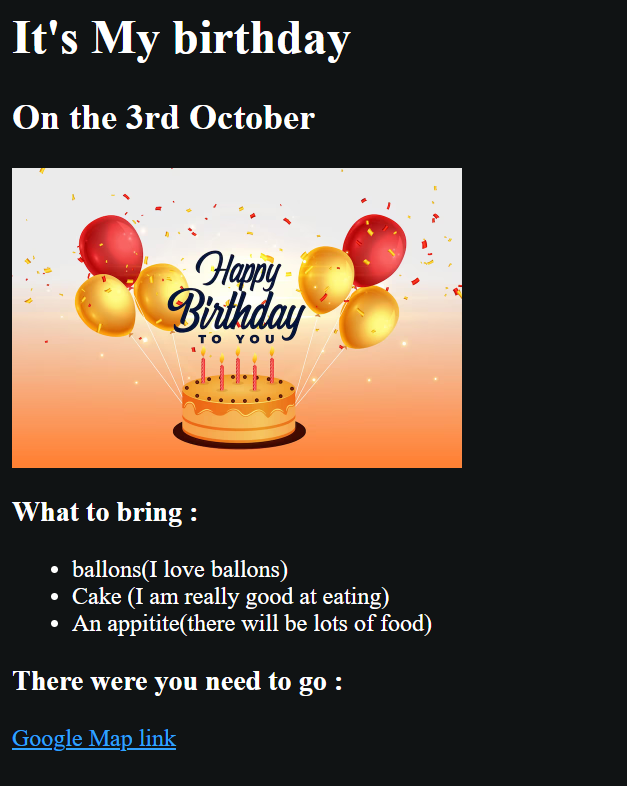 It's My birthday
On the 3rd October
Happy
Birthday
TO YOU
What to bring :
• ballons(I love ballons)
• Cake (I am really good at eating)
• An appitite(there will be lots of food)
There were you need to go :
Google Map link